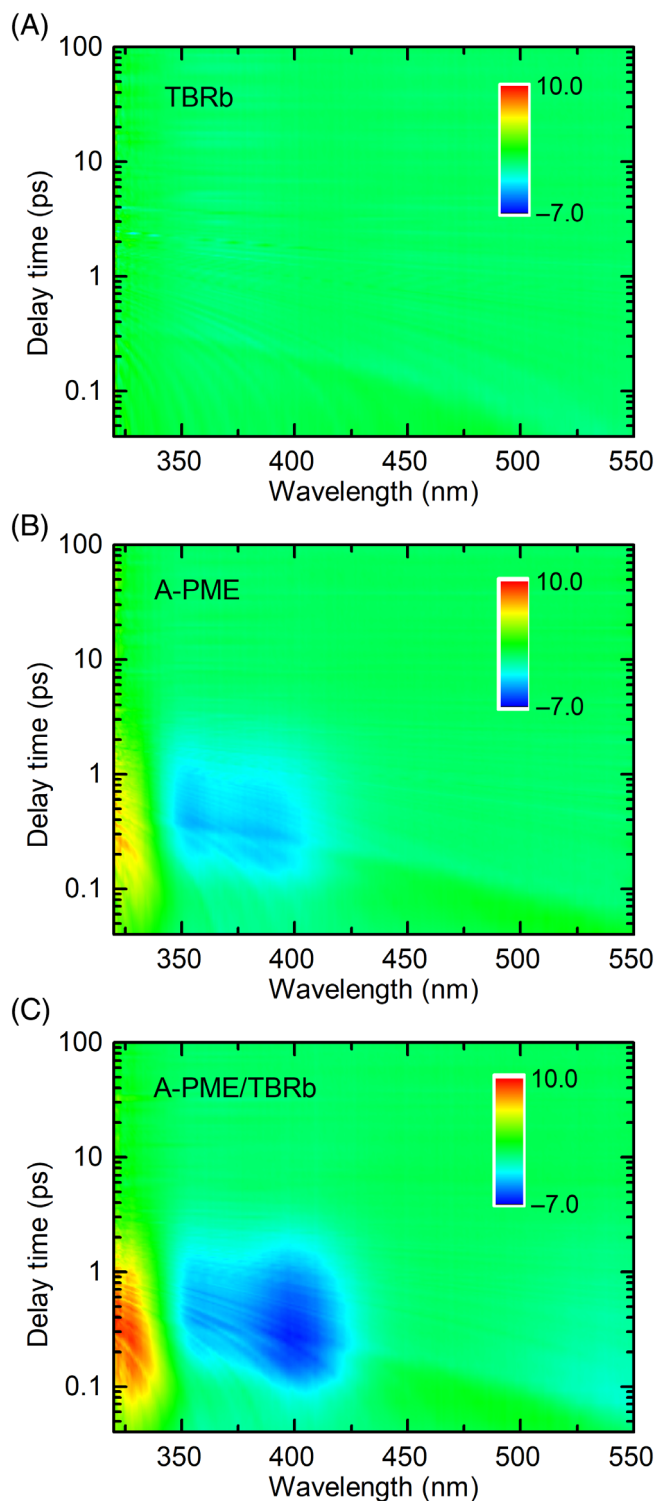 (A)
TBRb
10.0
–7.0
100
10
1
0.1
Delay time (ps)
350 400 450 500 550
Wavelength (nm)
(B)
A-PME
10.0
–7.0
100
10
1
0.1
Delay time (ps)
350 400 450 500 550
Wavelength (nm)
(C)
A-PME/TBRb
10.0
–7.0
100
10
1
0.1
Delay time (ps)
350 400 450 500 550
Wavelength (nm)